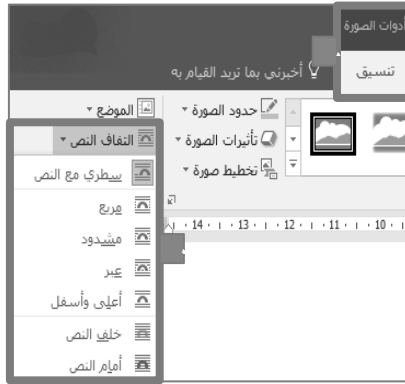 أدوات الصورة
تنسيق
أخبرني بما تريد القيام به
حدود الصورة
الموضع
تأثيرات الصورة
التفاف النص
تخطيط صورة
سطري مع النص
مربع
مشدود
عبر
أعلى وأسفل
خلف النص
أمام النص
14 13 12 11 10